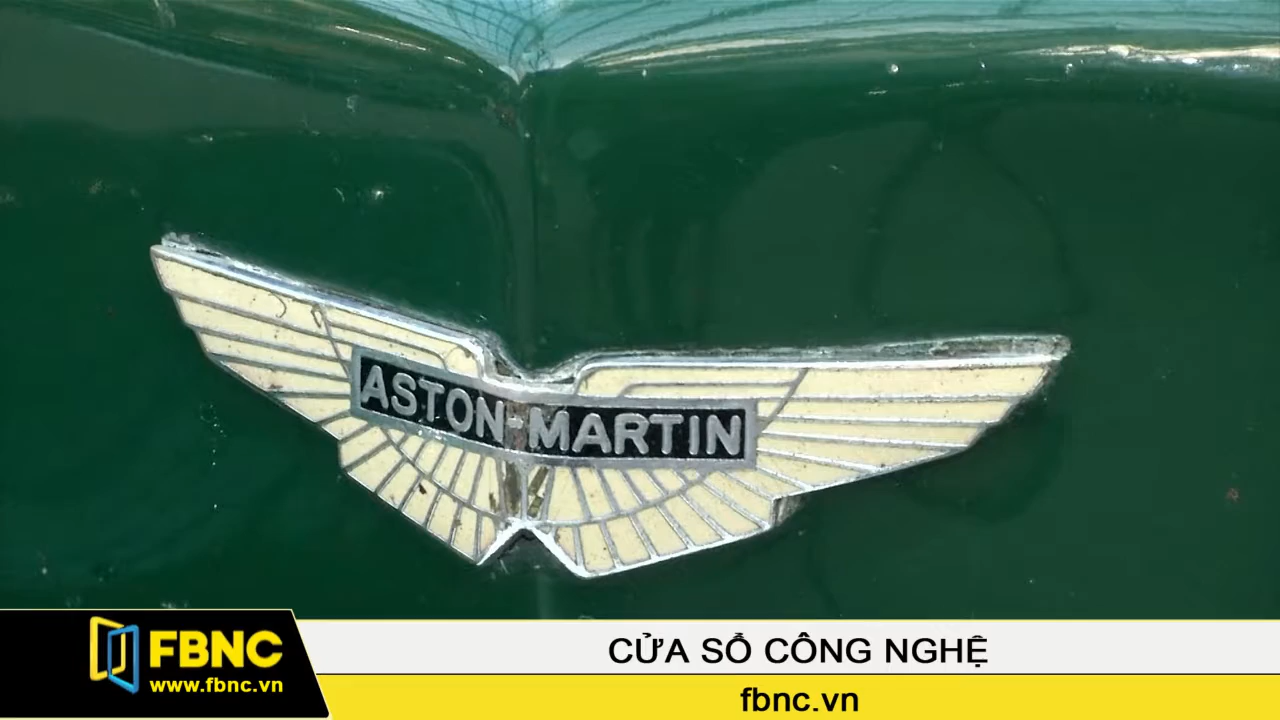 ASTON-MARTIN
FBNC
www.fbnc.vn
CỬA SỔ CÔNG NGHỆ
fbnc.vn